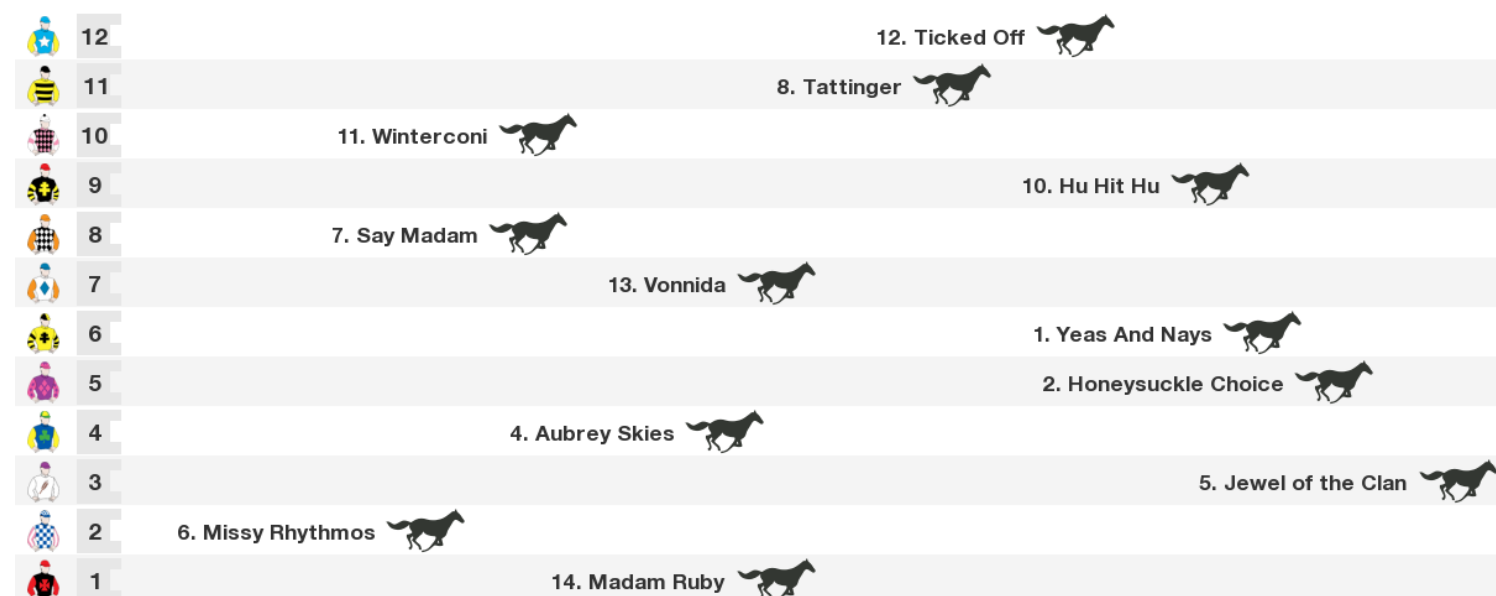 12 12. Ticked Off
11 8. Tattinger
10 11. Winterconi
9 10. Hu Hit Hu
8 7. Say Madam
7 13. Vonnida
6 1. Yeas And Nays
5 2. Honeysuckle Choice
4 4. Aubrey Skies
3 5. Jewel of the Clan
2 6. Missy Rhythmos
1 14. Madam Ruby